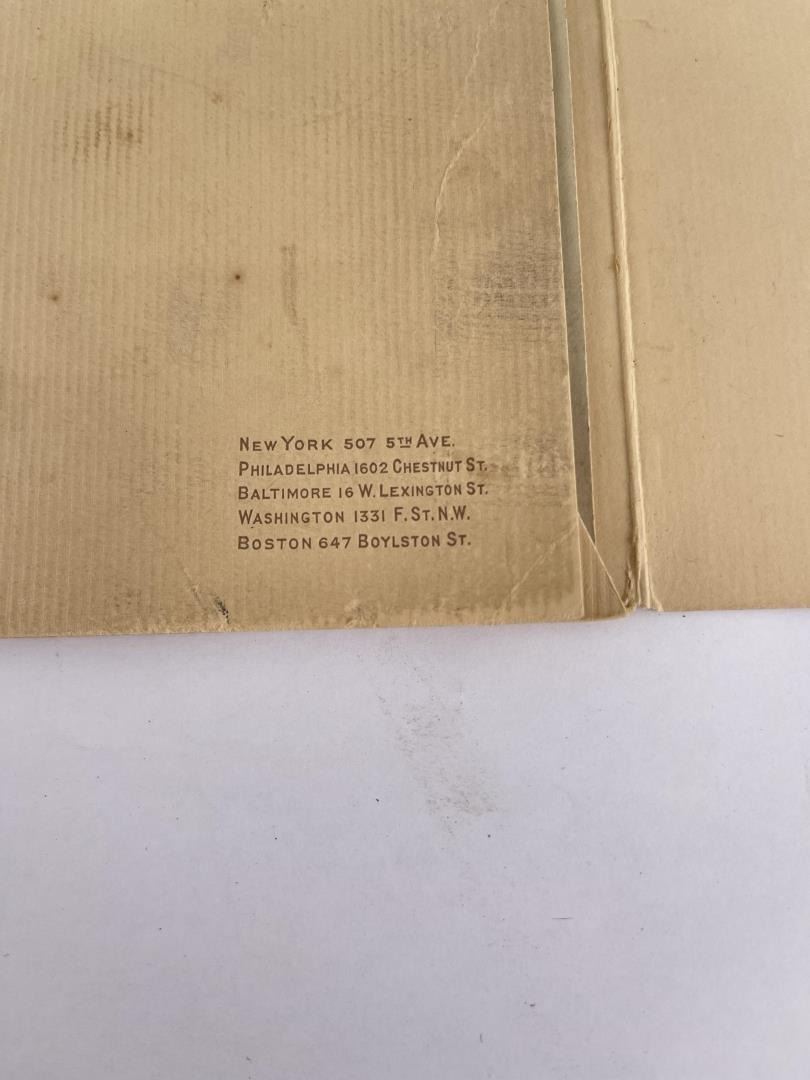 NEW YORK 507 5TH AVE.
PHILADELPHIA 1602 CHESTNUT ST.
BALTIMORE 16 W. LEXINGTON ST.
WASHINGTON 1331 F. ST. N.W.
BOSTON 647 BOYLSTON ST.